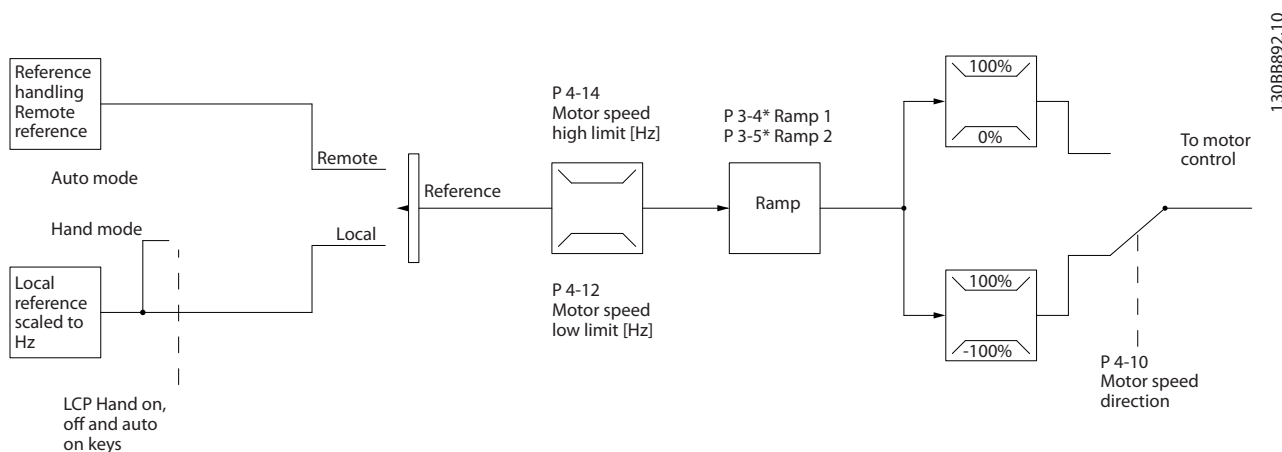 Reference
handling
Remote
reference
Auto mode
Hand mode
Local
reference
scaled to
Hz
LCP Hand on,
off and auto
on keys
Remote
Local
Reference
P 4-14
Motor speed
high limit [Hz]
P 4-12
Motor speed
low limit [Hz]
P 3-4* Ramp 1
P 3-5* Ramp 2
Ramp
100%
0%
100%
-100%
To motor
control
P 4-10
Motor speed
direction
130BB892.10